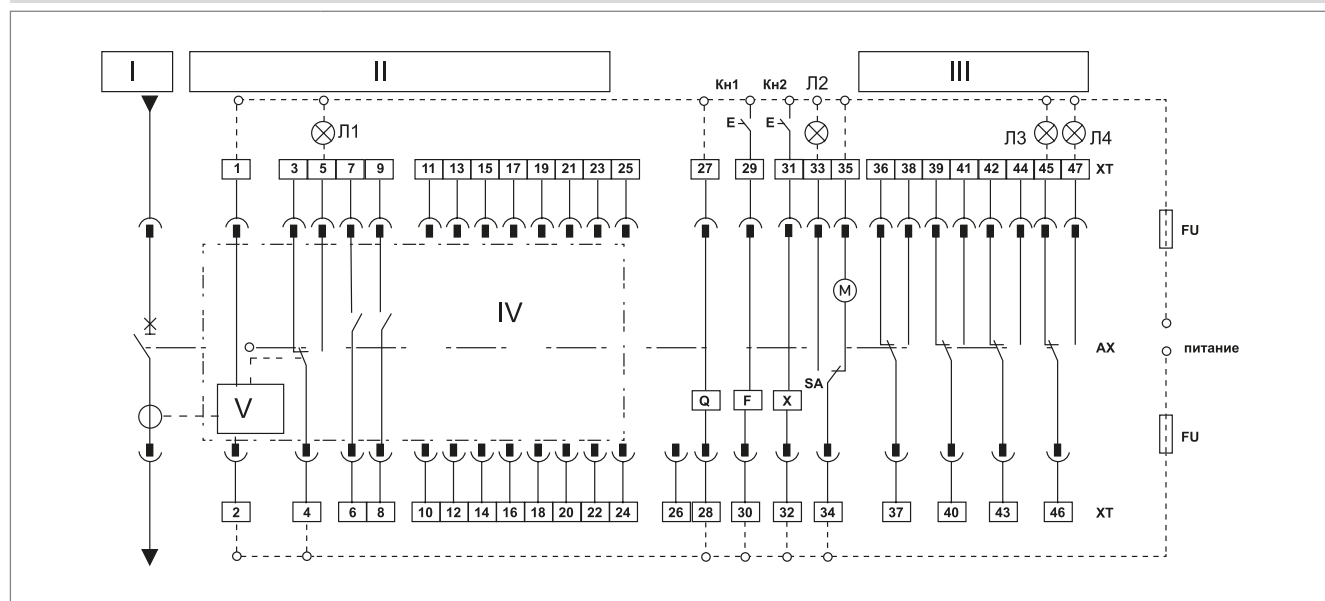 I II III
Кн1 Кн2 Л2
E E
Л1 Л3 Л4
1 3 5 7 9 11 13 15 17 19 21 23 25 27 29 31 33 35 36 38 39 41 42 44 45 47 XT
FU
M
IV
AX питание
SA
V Q F X
FU
2 4 6 8 10 12 14 16 18 20 22 24 26 28 30 32 34 37 40 43 46 XT